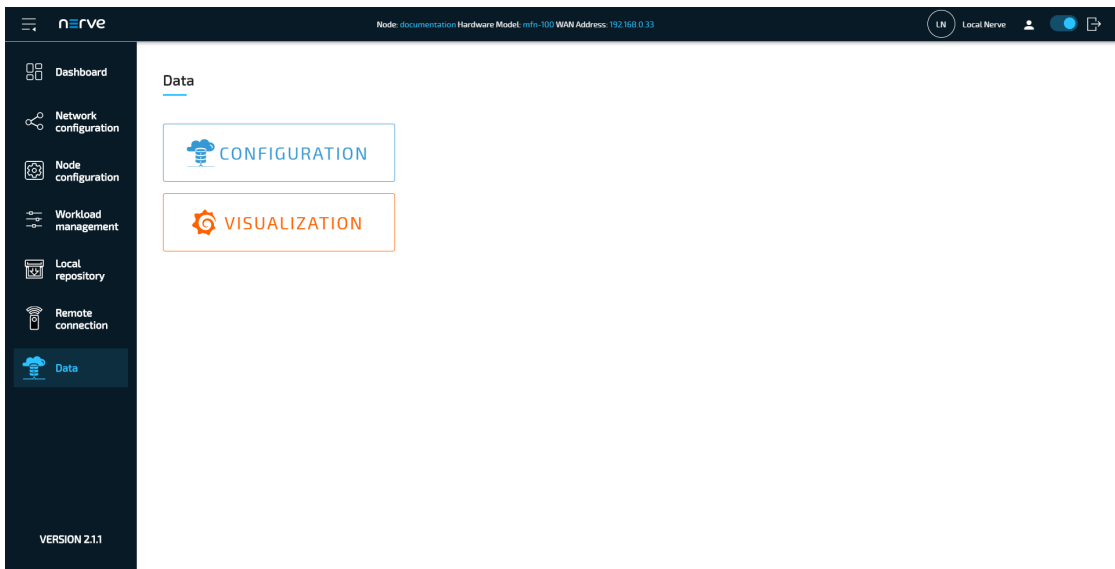 nerve
Node: documentation Hardware Model: mfn-100 WAN Address: 192.168.0.33
LN
Local Nerve
Dashboard
Network
configuration
Node
configuration
Workload
management
Local
repository
Remote
connection
Data
VERSION 2.1.1
Data
CONFIGURATION
VISUALIZATION